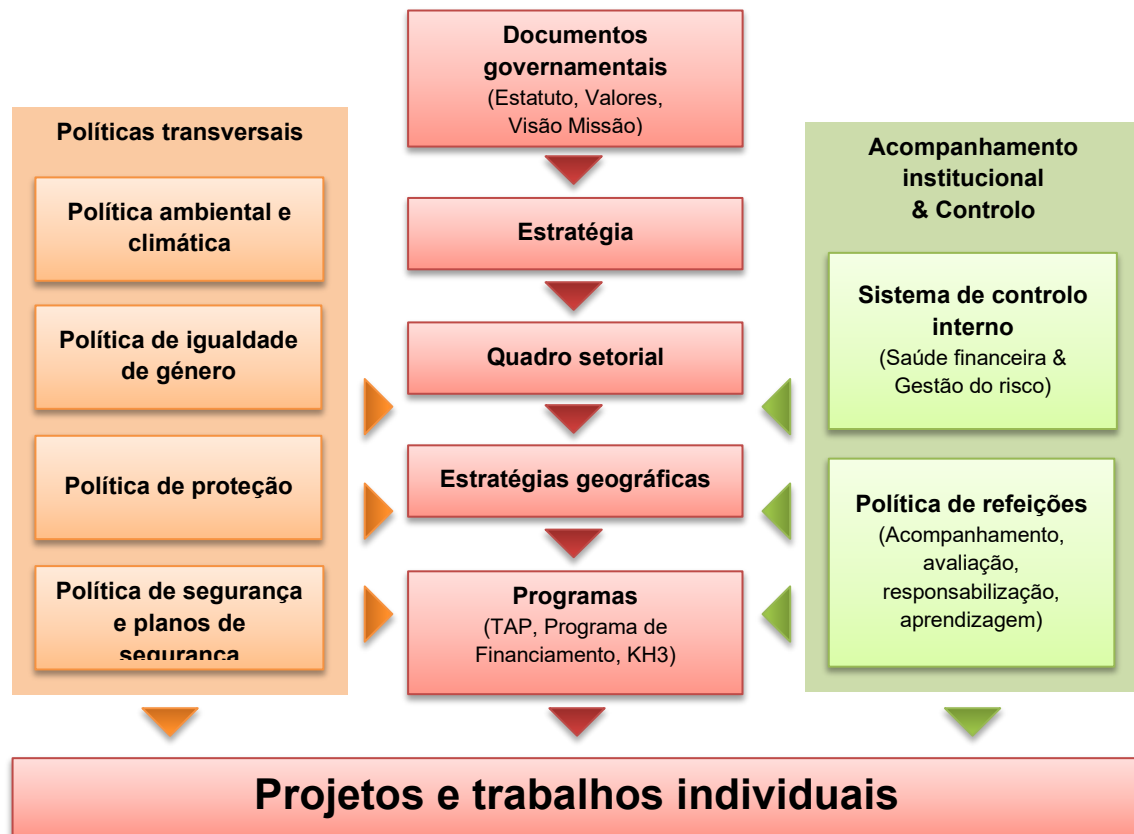 Documentos
governamentais
(Estatuto, Valores,
Visão Missão)
Estratégia
Quadro setorial
Estratégias geográficas
Programas
(TAP, Programa de
Financiamento, KH3)
Políticas transversais
Política ambiental e
climática
Política de igualdade
de género
Política de proteção
Política de segurança
e planos de
segurança
Acompanhamento
institucional
& Controlo
Sistema de controlo
interno
(Saúde financeira &
Gestão do risco)
Política de refeições
(Acompanhamento,
avaliação,
responsabilização,
aprendizagem)
Projetos e trabalhos individuais